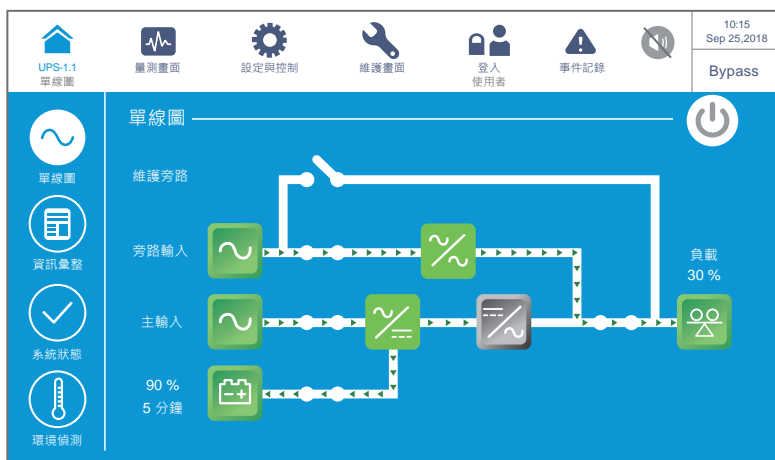 UPS-1.1
單線圖
量測畫面
設定與控制
維護畫面
登入
使用者
事件記錄
10:15
Sep 25,2018
Bypass
單線圖
資訊彙整
系統狀態
環境偵測
單線圖
維護旁路
旁路輸入
負載
30 %
主輸入
90 %
5 分鐘